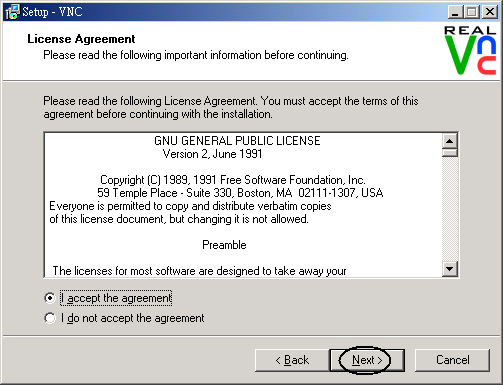 Setup - VNC
License Agreement
Please read the following important information before continuing.
REAL
VNC
Please read the following License Agreement. You must accept the terms of this
agreement before continuing with the installation.
GNU GENERAL PUBLIC LICENSE
Version 2, June 1991
Copyright (C) 1989, 1991 Free Software Foundation, Inc.
59 Temple Place - Suite 330, Boston, MA  02111-1307, USA
Everyone is permitted to copy and distribute verbatim copies
of this license document, but changing it is not allowed.
Preamble
The licenses for most software are designed to take away your
I accept the agreement
I do not accept the agreement
< Back
Next >
Cancel